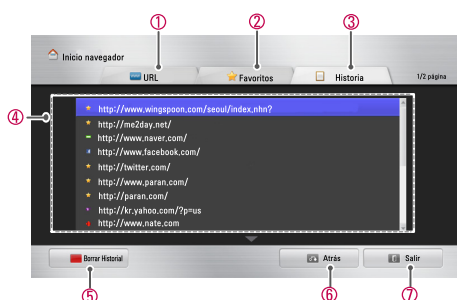 ① ② ③
Inicio navegador
URL Favoritos Historia 1/2 página
④
http://www.wingspoon.com/seoul/index,nhn?
http://me2day.net/
http://www.naver.com/
http://www.facebook.com/
http://twitter.com/
http://www.paran.com/
http://paran.com/
http://kr.yahoo.com/?p=us
http://www.nate.com
Borrar Historial Atrás Salir
⑤ ⑥ ⑦